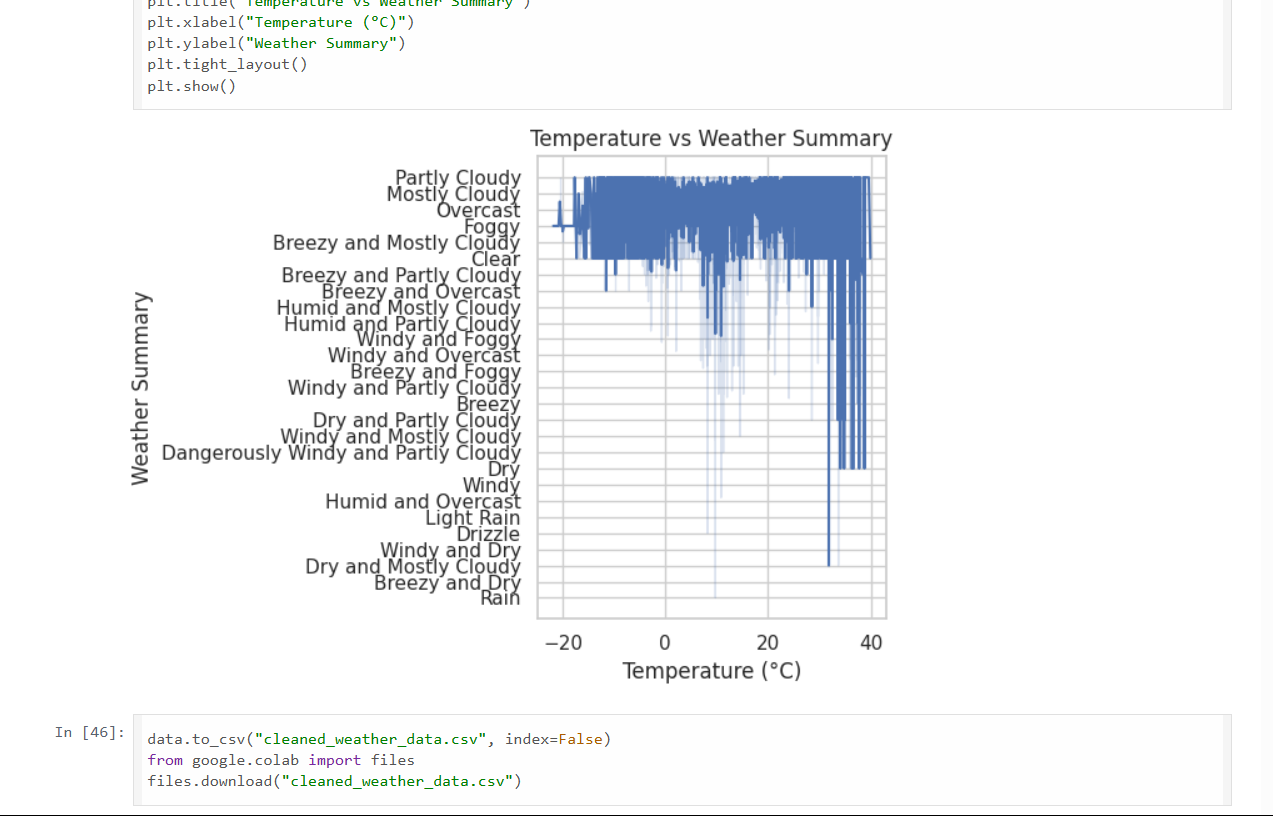 plt.title("Temperature vs Weather Summary")
plt.xlabel("Temperature (°C)")
plt.ylabel("Weather Summary")
plt.tight_layout()
plt.show()
Temperature vs Weather Summary
Partly Cloudy
Mostly Cloudy
Overcast
Foggy
Breezy and Mostly Cloudy
Clear
Breezy and Partly Cloudy
Breezy and Overcast
Humid and Mostly Cloudy
Humid and Partly Cloudy
Windy and Foggy
Windy and Overcast
Breezy and Foggy
Windy and Partly Cloudy
Breezy
Dry and Partly Cloudy
Windy and Mostly Cloudy
Dangerously Windy and Partly Cloudy
Dry
Windy
Humid and Overcast
Light Rain
Drizzle
Windy and Dry
Dry and Mostly Cloudy
Breezy and Dry
Rain
Weather Summary
−20 0 20 40
Temperature (°C)
In [46]:
data.to_csv("cleaned_weather_data.csv", index=False)
from google.colab import files
files.download("cleaned_weather_data.csv")